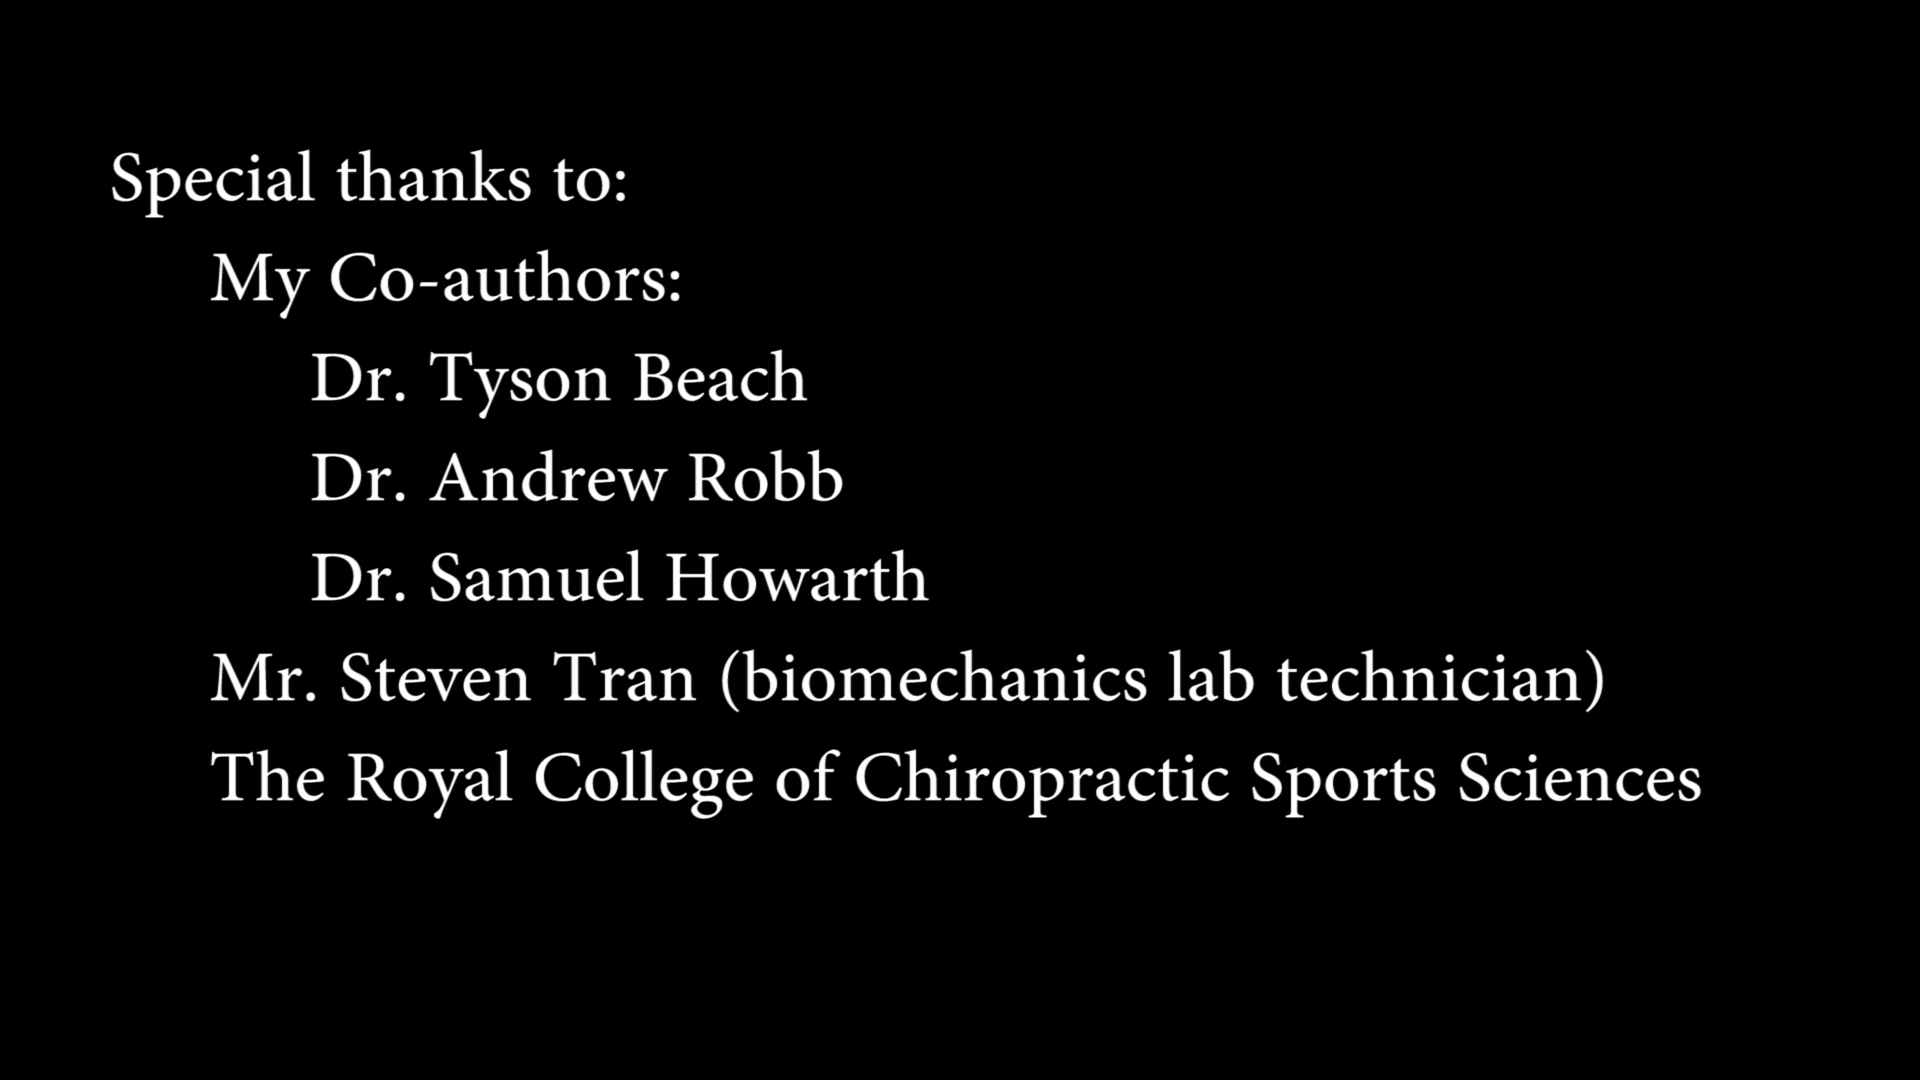 Special thanks to:
My Co-authors:
Dr. Tyson Beach
Dr. Andrew Robb
Dr. Samuel Howarth
Mr. Steven Tran (biomechanics lab technician)
The Royal College of Chiropractic Sports Sciences